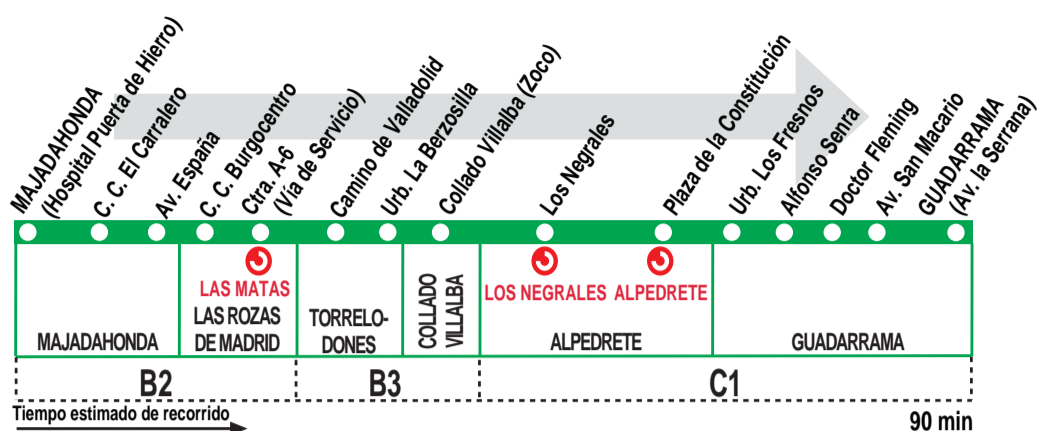 MAJADAHONDA
(Hospital Puerta de Hierro)
C. C. El Carralero
Av. España
C. C. Burgocentro
Ctra. A-6
(Vía de Servicio)
Camino de Valladolid
Urb. La Berzosilla
Collado Villalba (Zoco)
Los Negrales
Plaza de la Constitución
Urb. Los Fresnos
Alfonso Senra
Doctor Fleming
Av. San Macario
GUADARRAMA
(Av. la Serrana)
LAS MATAS
LOS NEGRALES
ALPEDRETE
MAJADAHONDA
LAS ROZAS
DE MADRID
TORRELO-
DONES
COLLADO
VILLALBA
ALPEDRETE
GUADARRAMA
B2
B3
C1
Tiempo estimado de recorrido
90 min